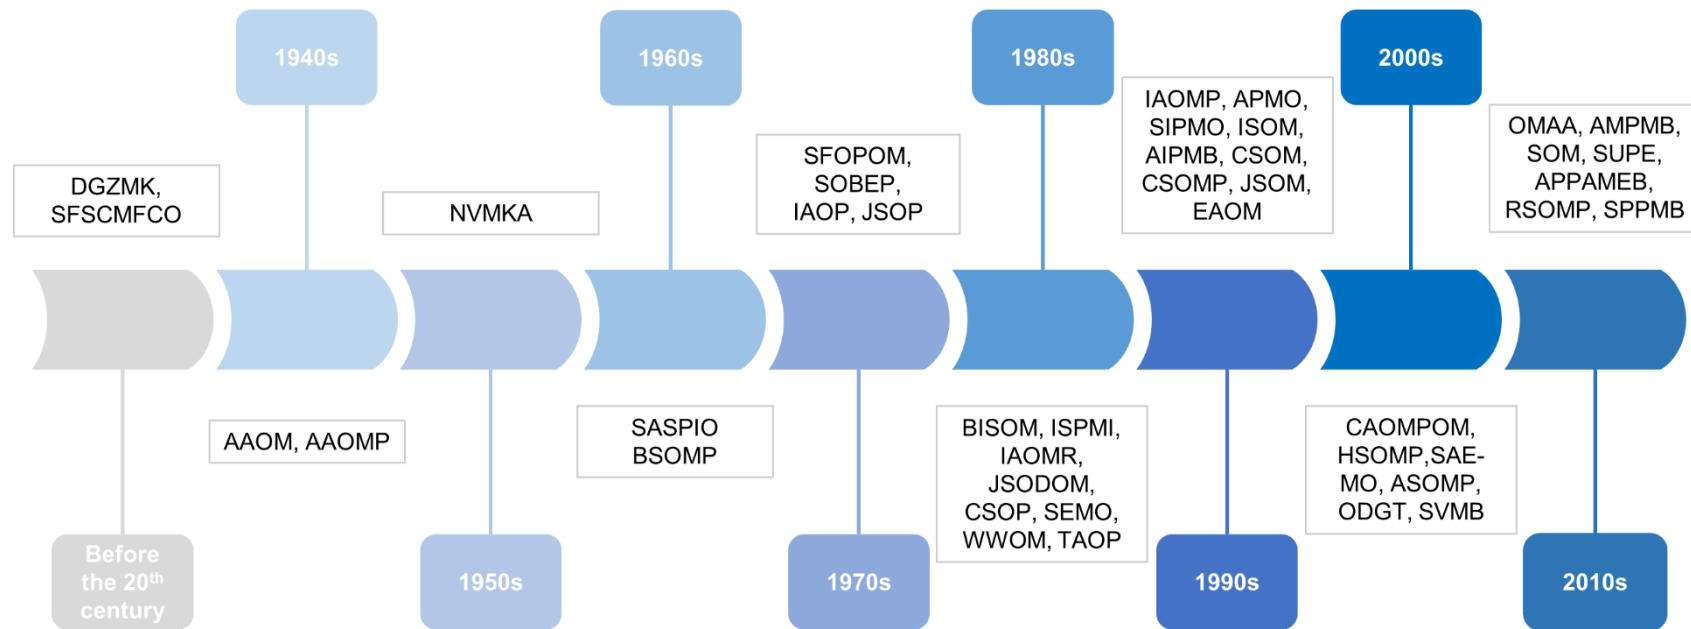 1940s
1960s
1980s
2000s
DGZMK,
SFSCMFCO
NVMKA
SFOPOM,
SOBEP,
IAOP, JSOP
IAOMP, APMO,
SIPMO, ISOM,
AIPMB, CSOM,
CSOMP, JSOM,
EAOM
OMAA, AMPMB,
SOM, SUPE,
APPAMEB,
RSOMP, SPPMB
AAOM, AAOMP
SASPIO
BSOMP
BISOM, ISPMI,
IAOMR,
JSODOM,
CSOP, SEMO,
WWOM, TAOP
CAOMPOM,
HSOMP,SAE-
MO, ASOMP,
ODGT, SVMB
Before
the 20th
century
1950s
1970s
1990s
2010s